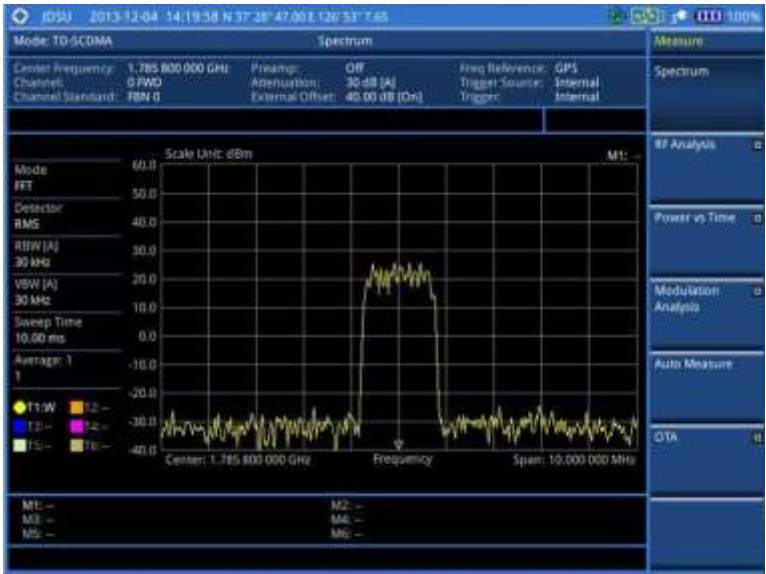 JDSU 2013-12-04 14:19:58 N 37° 28' 47.00 E 126° 53' 7.65 100%
Mode: TD-SCDMA Spectrum Measure
Center Frequency: 1.785 800 000 GHz Preamp: Off Freq Reference: GPS Spectrum
Channel: 0 FWD Attenuation: 30 dB [A] Trigger Source: Internal
Channel Standard: FBN 0 External Offset: 40.00 dB [On] Trigger: Internal
Scale Unit: dBm M1: --
RF Analysis
Mode
FFT
Detector
RMS
RBW [A]
30 kHz
VBW [A]
30 kHz
Sweep Time
10.00 ms
Average: 1
1
T1:W T2:--
T3:-- T4:--
T5:-- T6:--
60.0
50.0
40.0
30.0
20.0
10.0
0.0
-10.0
-20.0
-30.0
-40.0
Center: 1.785 800 000 GHz Frequency Span: 10.000 000 MHz
Power vs Time
Modulation
Analysis
Auto Measure
OTA
M1: -- M2: --
M3: -- M4: --
M5: -- M6: --